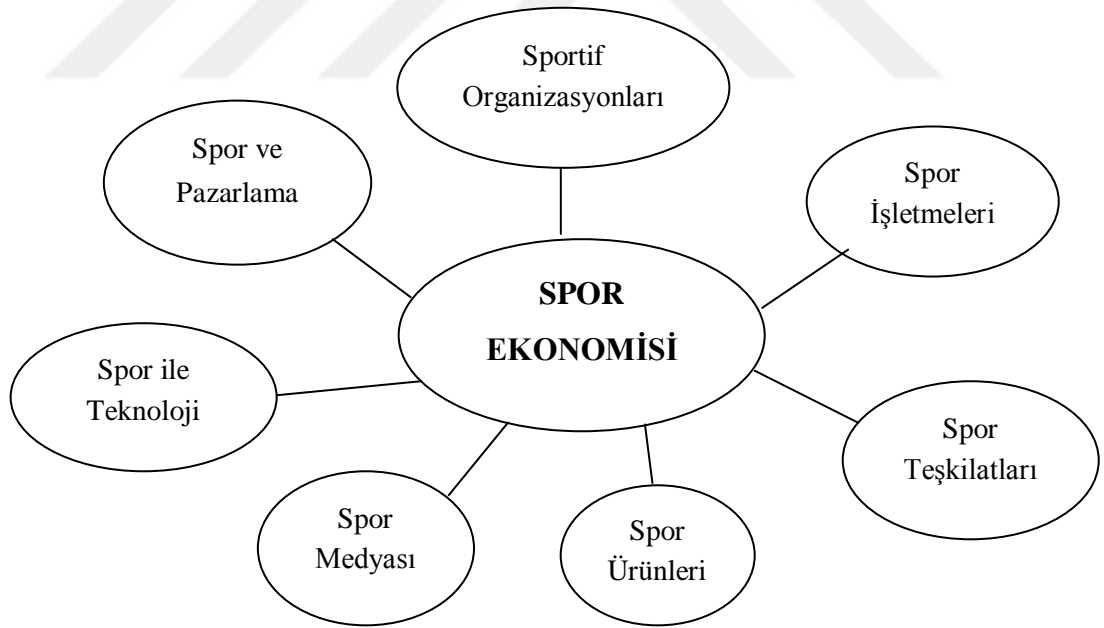 Sportif
Organizasyonları
Spor ve
Pazarlama
Spor
İşletmeleri
SPOR
EKONOMİSİ
Spor ile
Teknoloji
Spor
Teşkilatları
Spor
Medyası
Spor
Ürünleri